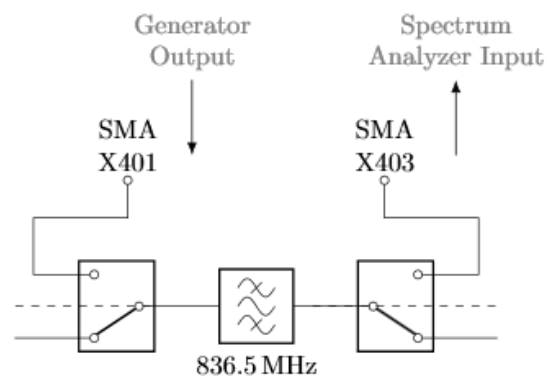 Generator
Output
Spectrum
Analyzer Input
SMA
X401
SMA
X403
836.5 MHz